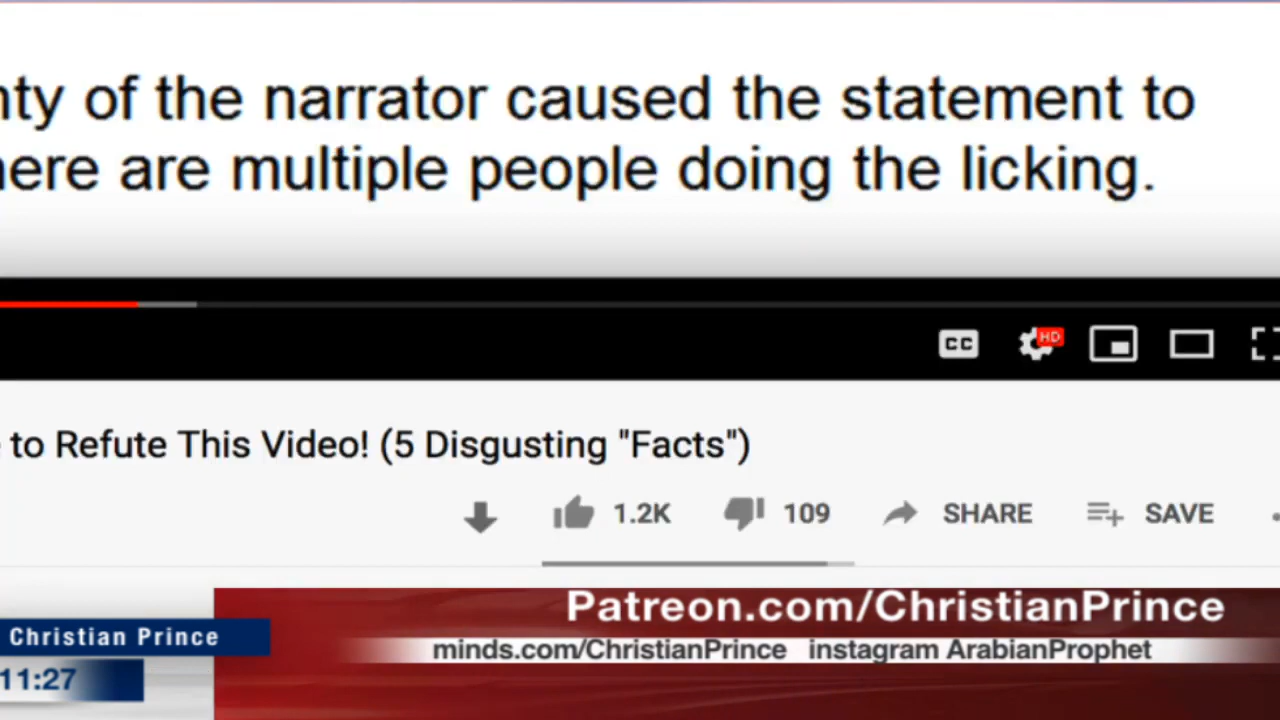 nty of the narrator caused the statement to
here are multiple people doing the licking.
CC HD
to Refute This Video! (5 Disgusting "Facts")
1.2K 109 SHARE SAVE
Patreon.com/ChristianPrince
Christian Prince
minds.com/ChristianPrince instagram ArabianProphet
11:27